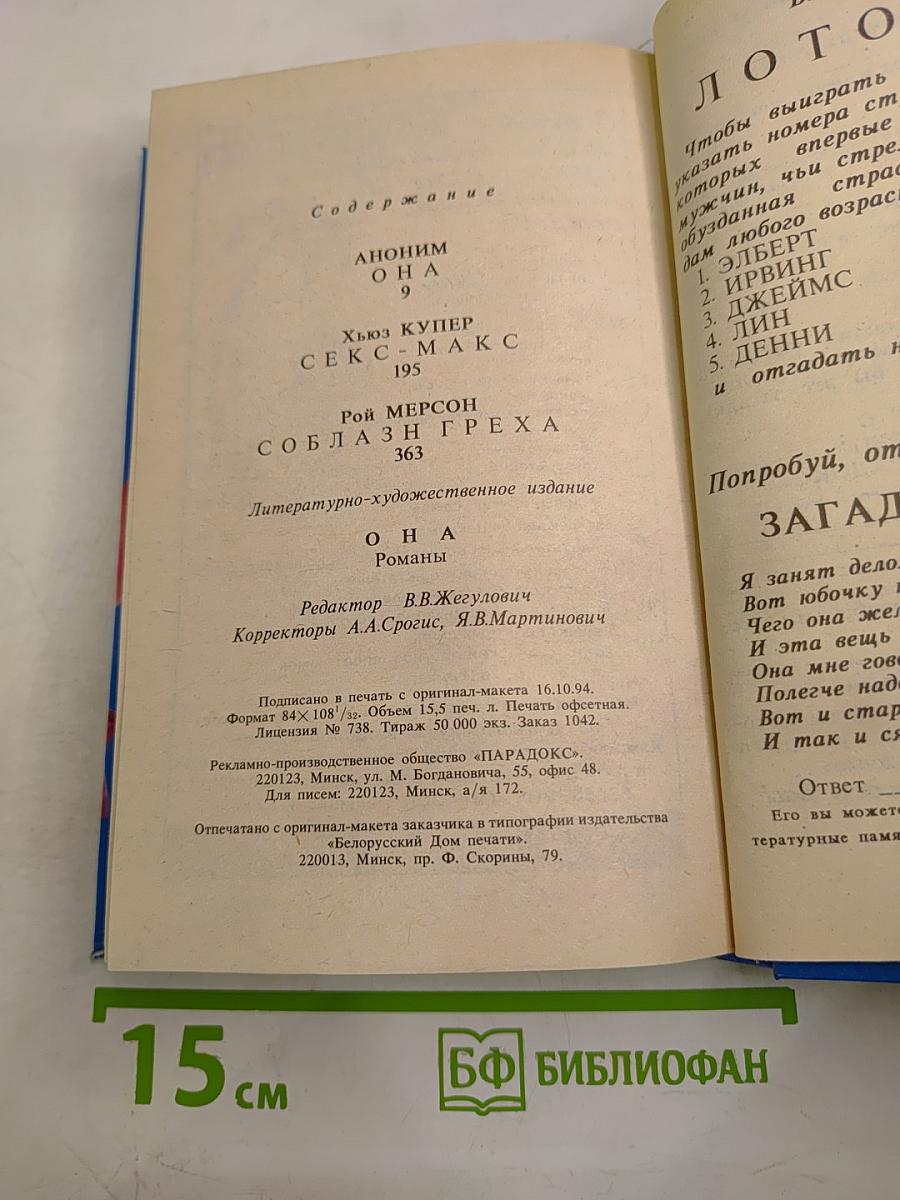 Содержание
АНОНИМ
ОНА
9
Хьюз КУПЕР
СЕКС-МАКС
195
Рой МЕРСОН
СОБЛАЗН ГРЕХА
363
Литературно-художественное издание
ОНА
Романы
Редактор В.В.Жегулович
Корректоры А.А.Срогис, Я.В.Мартинович
Подписано в печать с оригинал-макета 16.10.94.
Формат 84×108 1/32. Объем 15,5 печ. л. Печать офсетная.
Лицензия № 738. Тираж 50 000 экз. Заказ 1042.
Рекламно-производственное общество «ПАРАДОКС».
220123, Минск, ул. М. Богдановича, 55, офис 48.
Для писем: 220123, Минск, а/я 172.
Отпечатано с оригинал-макета заказчика в типографии издательства
«Белорусский Дом печати».
220013, Минск, пр. Ф. Скорины, 79.
ЛОТО
Чтобы выиграть
указать номера
которых впервые
мужчин, чьи
обузданная
дам любого
1. ЭЛБЕРТ
2. ИРВИНГ
3. ДЖЕЙМС
4. ЛИН
5. ДЕННИ
и отгадать
Попробуй,
Я занят
Вот юбочку
Чего она
И эта вещь
Она мне
Полегче
Вот и
И так и
Ответ
Его вы
15 см
БФ БИБЛИОФАН